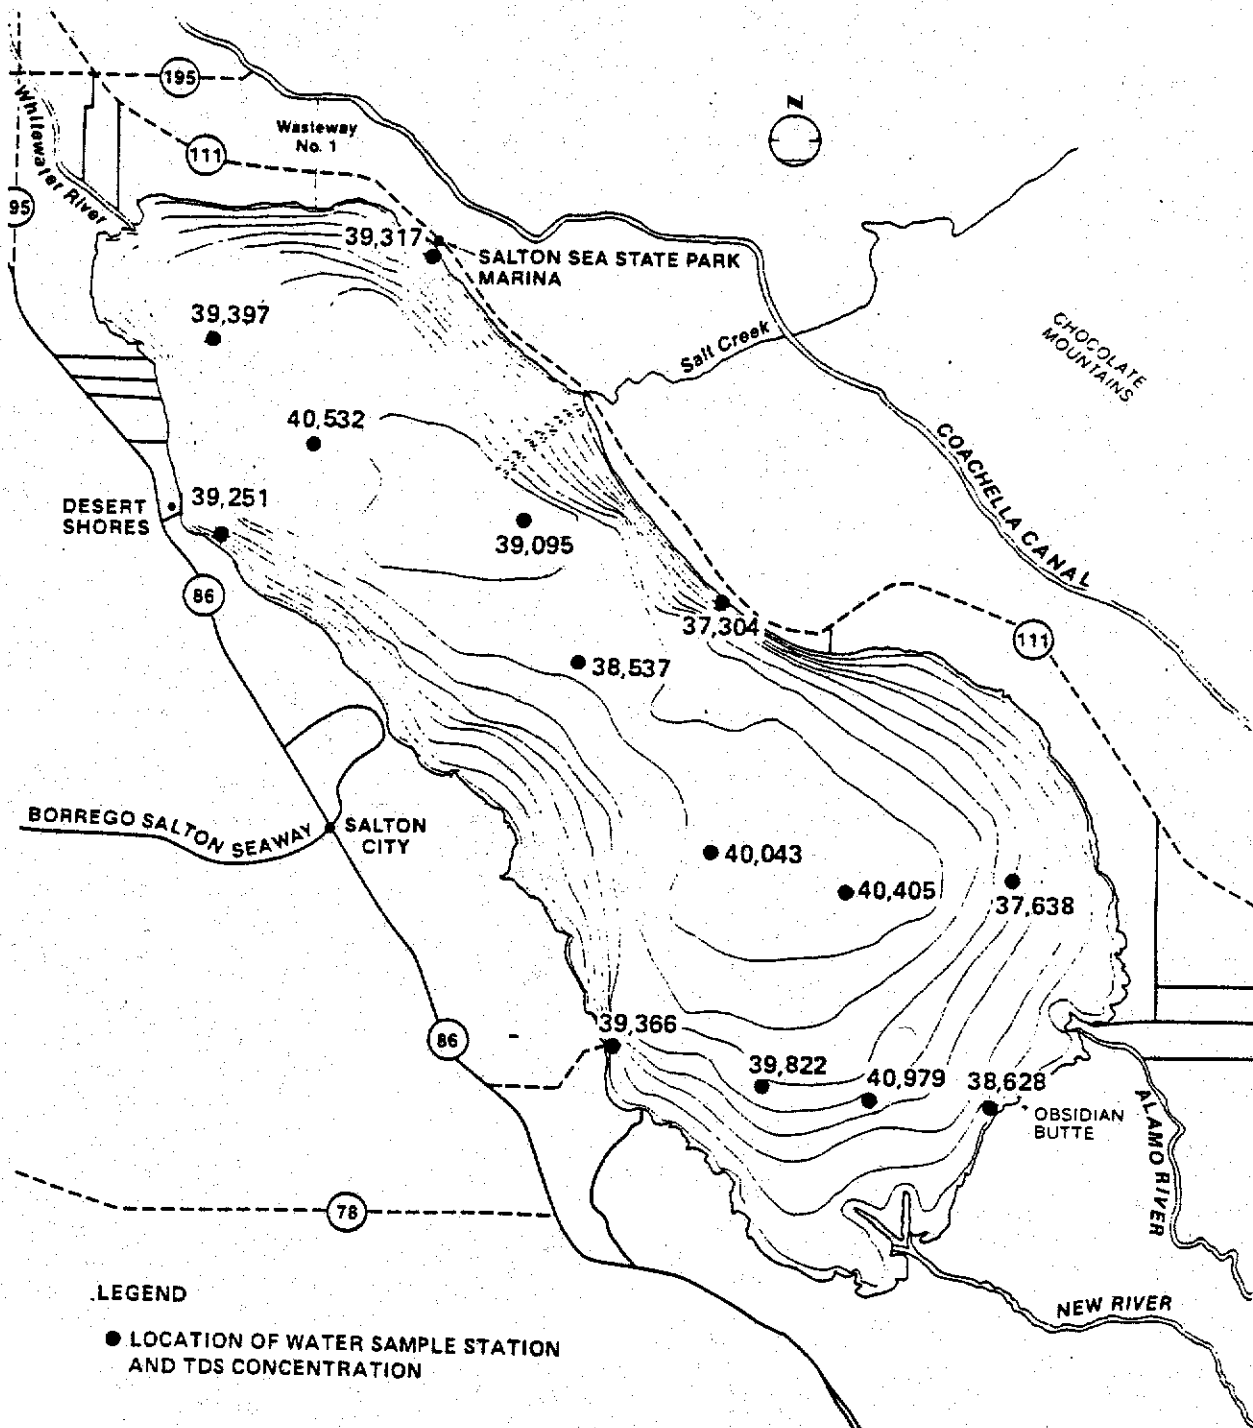 195
Whitewater River
Wasteway
No. 1
N
111
95
39,317
SALTON SEA STATE PARK
MARINA
39,397
Salt Creek
CHOCOLATE
MOUNTAINS
40,532
COACHELLA CANAL
DESERT
SHORES
39,251
39,095
86
37,304
111
38,537
BORREGO SALTON SEAWAY
SALTON
CITY
40,043
40,405
37,638
39,366
86
39,822
40,979
38,628
OBSIDIAN
BUTTE
ALAMO RIVER
78
NEW RIVER
LEGEND
LOCATION OF WATER SAMPLE STATION
AND TDS CONCENTRATION